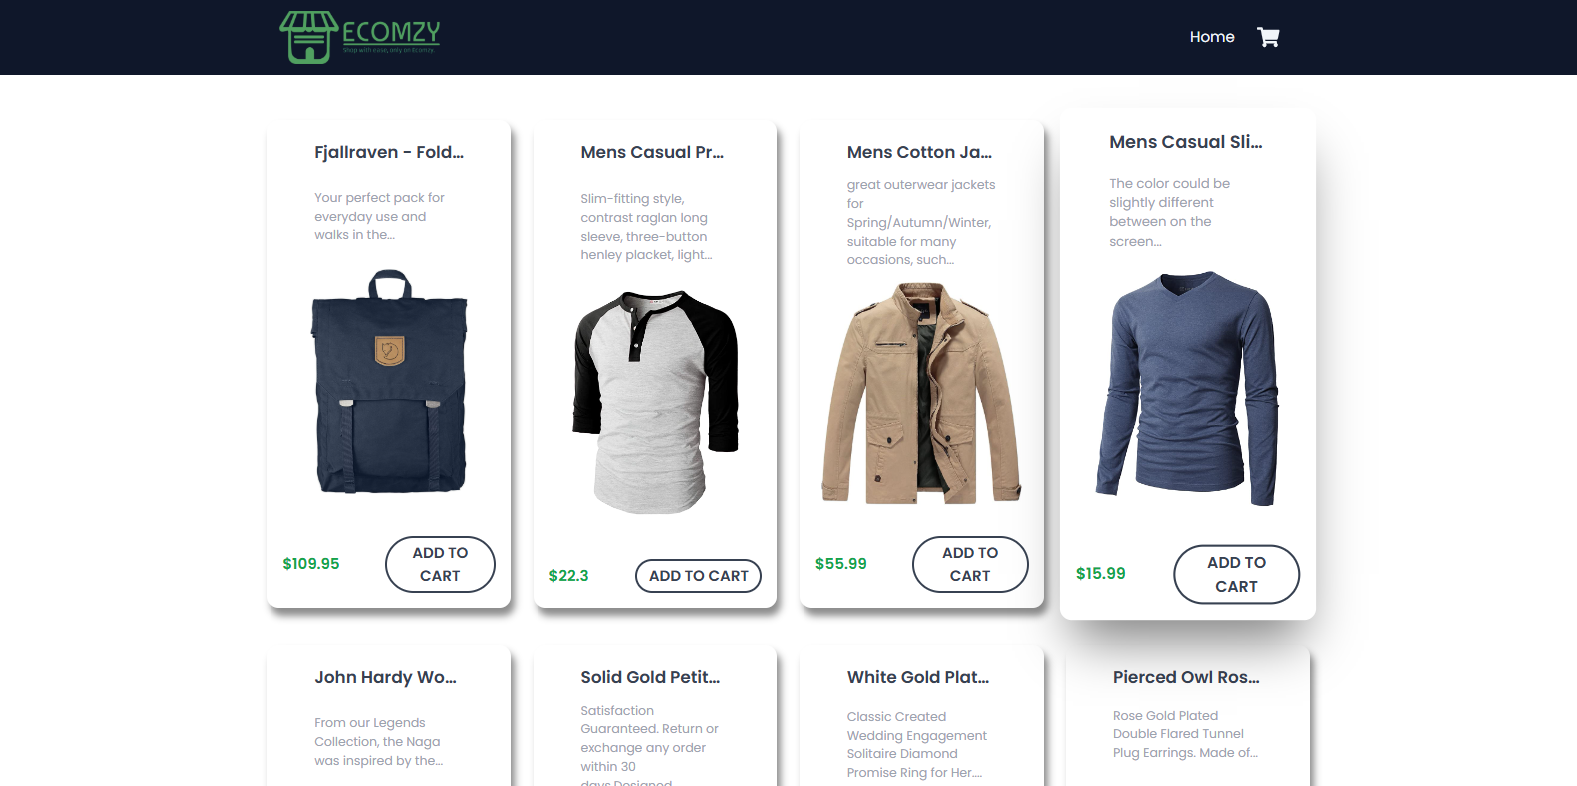 ECOMZY
Shop with ease, only on Ecomzy.
Home
Fjallraven - Fold...
Your perfect pack for
everyday use and
walks in the...
$109.95
ADD TO
CART
Mens Casual Pr...
Slim-fitting style,
contrast raglan long
sleeve, three-button
henley placket, light...
$22.3
ADD TO CART
Mens Cotton Ja...
great outerwear jackets
for
Spring/Autumn/Winter,
suitable for many
occasions, such...
$55.99
ADD TO
CART
Mens Casual Sli...
The color could be
slightly different
between on the
screen...
$15.99
ADD TO
CART
John Hardy Wo...
From our Legends
Collection, the Naga
was inspired by the...
Solid Gold Petit...
Satisfaction
Guaranteed. Return or
exchange any order
within 30
days.Designed
White Gold Plat...
Classic Created
Wedding Engagement
Solitaire Diamond
Promise Ring for Her....
Pierced Owl Ros...
Rose Gold Plated
Double Flared Tunnel
Plug Earrings. Made of...